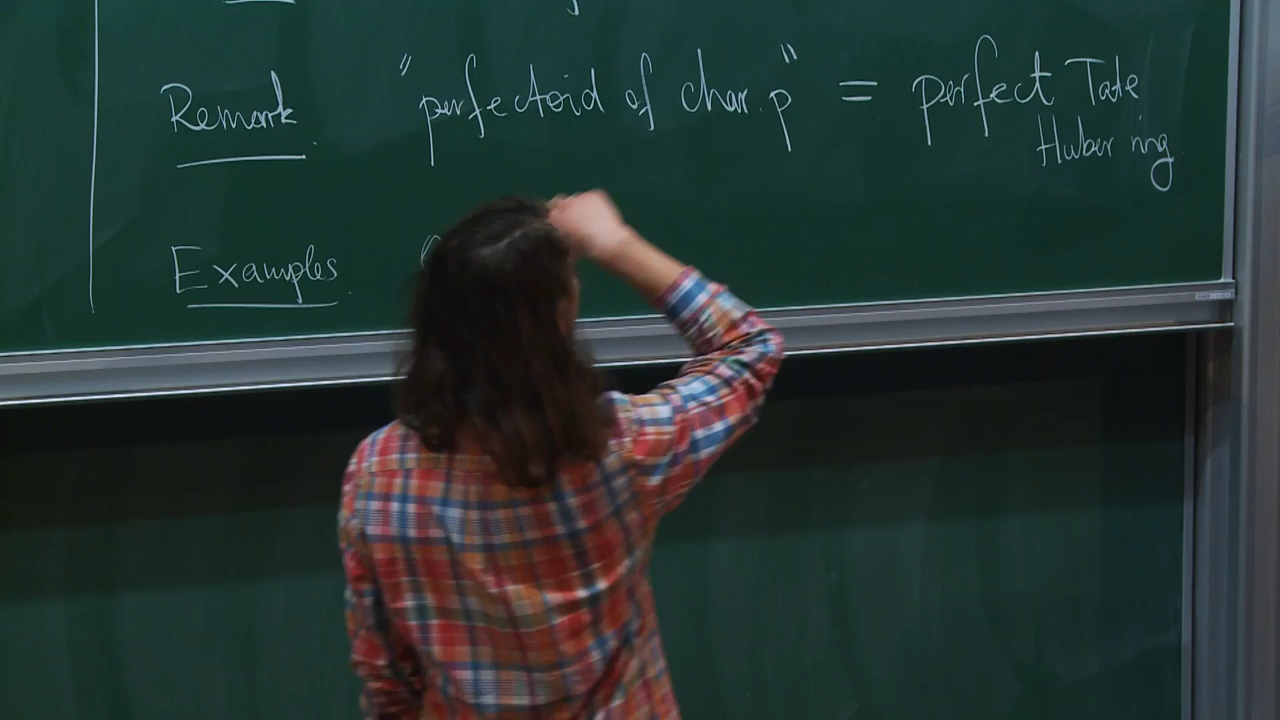 Remark. "perfectoid of char. p" = perfect Tate
Huber ring
Examples.